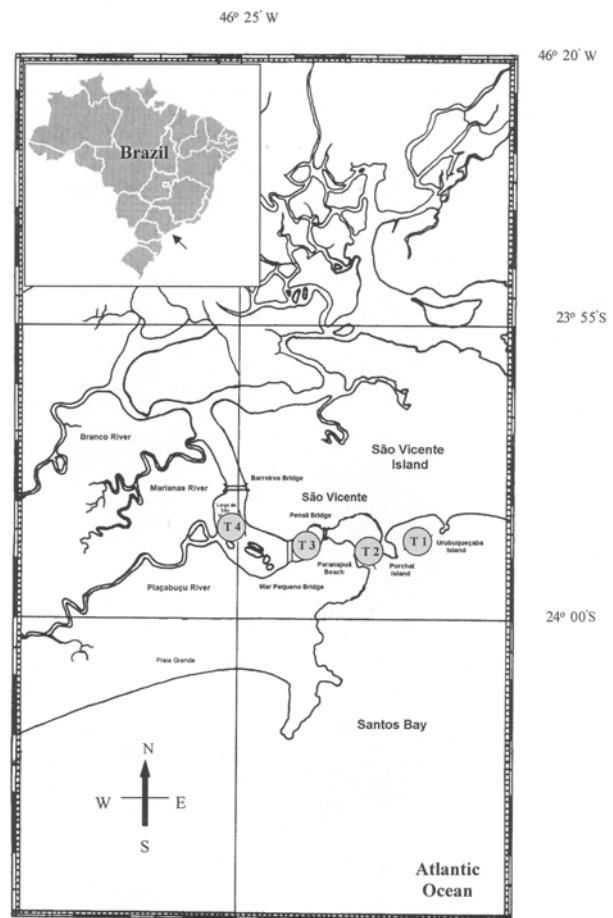 46º 25' W
46º 20' W
Brazil
23º 55'S
Branco River
São Vicente
Island
Marianas River
Barreiros Bridge
São Vicente
Pensil Bridge
T 4
T 3
T 2
T 1
Urubuqueçaba
Island
Paranapuã
Beach
Porchat
Island
Plaçabuçu River
Mar Pequeno Bridge
24º 00'S
Praia Grande
Santos Bay
N
W
E
S
Atlantic
Ocean